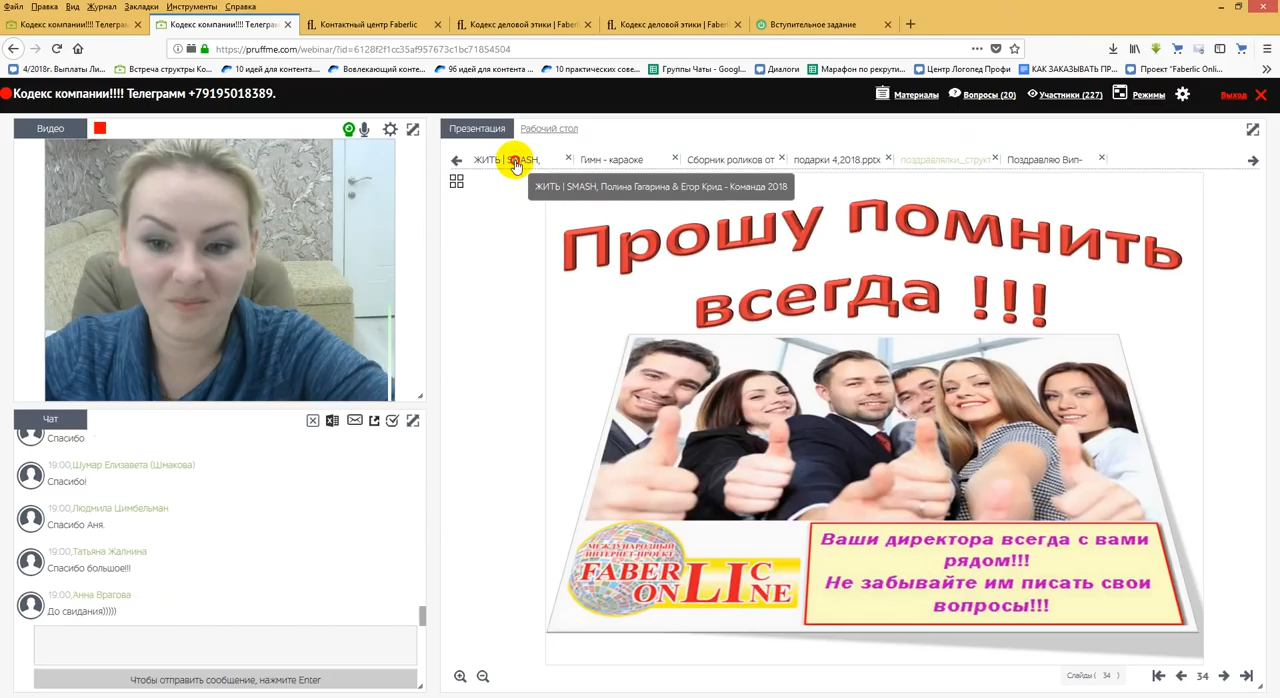 Файл Правка Вид Журнал Закладки Инструменты Справка
Кодекс компании!!!! Телеграм
Кодекс компании!!!! Телеграм
Контактный центр Faberlic
Кодекс деловой этики | Faber
Кодекс деловой этики | Faber
Вступительное задание
https://pruffme.com/webinar/?id=6128f2f1cc35af957673c1bc71854504
4/2018г. Выплаты Ли...
Встреча структры Ко...
10 идей для контента...
Вовлекающий конте...
96 идей для контента ...
10 практических сове...
Группы Чаты - Googl...
Диалоги
Марафон по рекрути...
Центр Логопед Профи
КАК ЗАКАЗЫВАТЬ ПР...
Проект "Faberlic Onli...
Кодекс компании!!!! Телеграмм +79195018389.
Материалы
Вопросы (20)
Участники (227)
Режимы
Выход
Видео
Презентация
Рабочий стол
ЖИТЬ | SMASH,
Гимн - караоке
Сборник роликов от
подарки 4,2018.pptx
поздравлялки_структ
Поздравляю Вип-
ЖИТЬ | SMASH, Полина Гагарина & Егор Крид - Команда 2018
Прошу помнить
всегда !!!
МЕЖДУНАРОДНЫЙ
ИНТЕРНЕТ-ПРОЕКТ
FABERLIC
ONLINE
Ваши директора всегда с вами
рядом!!!
Не забывайте им писать свои
вопросы!!!
Слайды ( 34 )
34
Чат
Спасибо
19:00,Шумар Елизавета (Шмакова)
Спасибо!
19:00,Людмила Цимбельман
Спасибо Аня.
19:00,Татьяна Жалнина
Спасибо большое!!!
19:00,Анна Врагова
До свидания)))))
Чтобы отправить сообщение, нажмите Enter